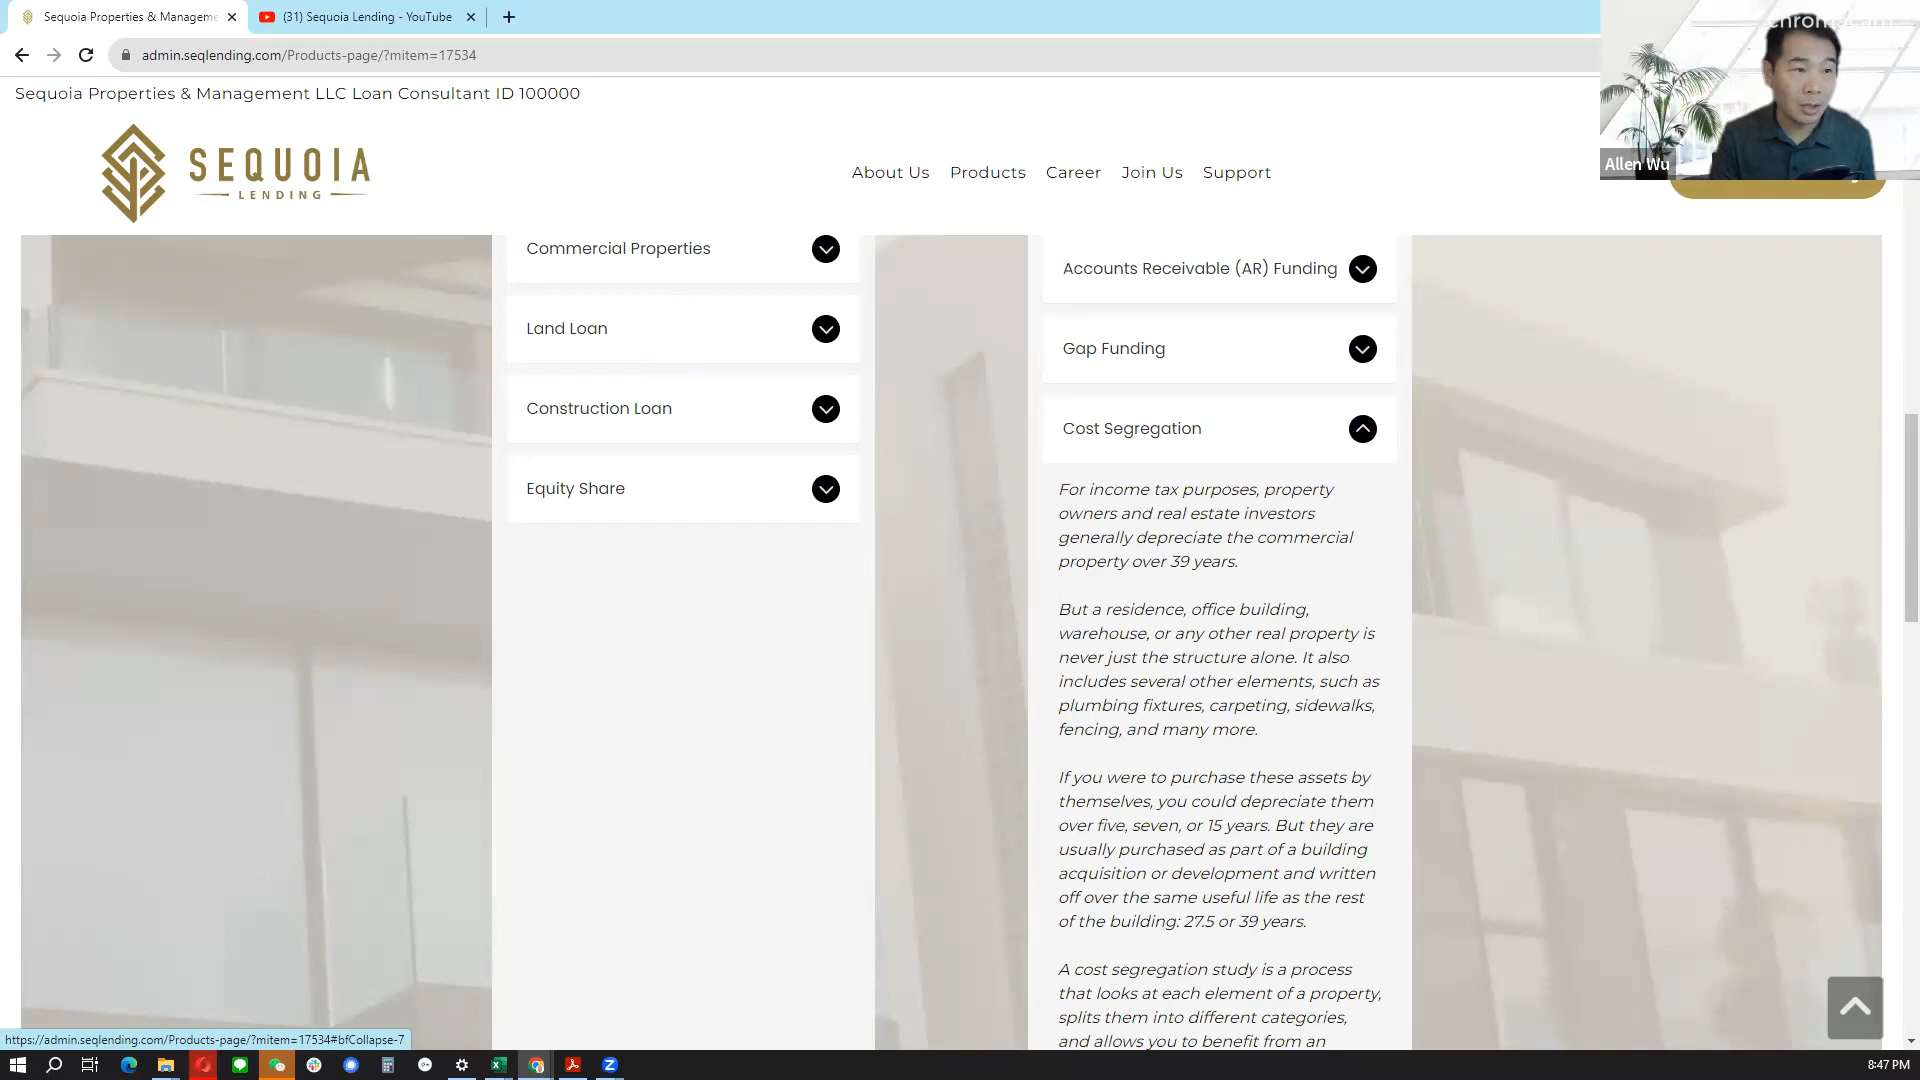 Sequoia Properties & Manageme
(31) Sequoia Lending - YouTube
admin.seqlending.com/Products-page/?mitem=17534
chromacam
Allen Wu
Sequoia Properties & Management LLC Loan Consultant ID 100000
SEQUOIA
LENDING
About Us Products Career Join Us Support
Commercial Properties
Land Loan
Construction Loan
Equity Share
Accounts Receivable (AR) Funding
Gap Funding
Cost Segregation
For income tax purposes, property
owners and real estate investors
generally depreciate the commercial
property over 39 years.
But a residence, office building,
warehouse, or any other real property is
never just the structure alone. It also
includes several other elements, such as
plumbing fixtures, carpeting, sidewalks,
fencing, and many more.
If you were to purchase these assets by
themselves, you could depreciate them
over five, seven, or 15 years. But they are
usually purchased as part of a building
acquisition or development and written
off over the same useful life as the rest
of the building: 27.5 or 39 years.
A cost segregation study is a process
that looks at each element of a property,
splits them into different categories,
and allows you to benefit from an
https://admin.seqlending.com/Products-page/?mitem=17534#bfCollapse-7
8:47 PM